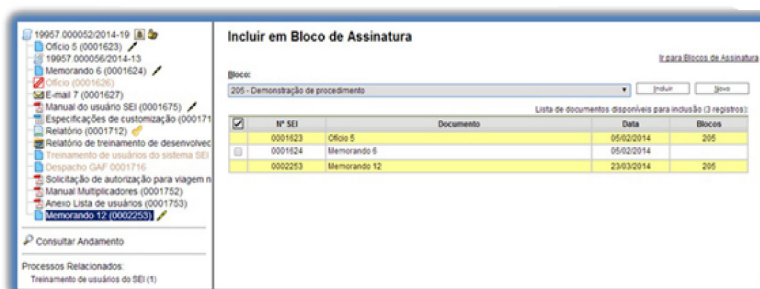 19957.000052/2014-19
Ofício 5 (0001623)
19957.000056/2014-13
Memorando 6 (0001624)
Ofício (0001626)
E-mail 7 (0001627)
Manual do usuário SEI (0001675)
Especificações de customização (000171
Relatório (0001712)
Relatório de treinamento de desenvolvec
Treinamento de usuários do sistema SEI
Despacho GAF 0001716
Solicitação de autorização para viagem n
Manual Multiplicadores (0001752)
Anexo Lista de usuários (0001753)
Memorando 12 (0002253)
Consultar Andamento
Processos Relacionados:
Treinamento de usuários do SEI (1)
Incluir em Bloco de Assinatura
Ir para Blocos de Assinatura
Bloco:
205 - Demonstração de procedimento
Incluir Novo
Lista de documentos disponíveis para inclusão (3 registros):
Nº SEI Documento Data Blocos
0001623 Ofício 5 05/02/2014 205
0001624 Memorando 6 05/02/2014
0002253 Memorando 12 23/03/2014 205